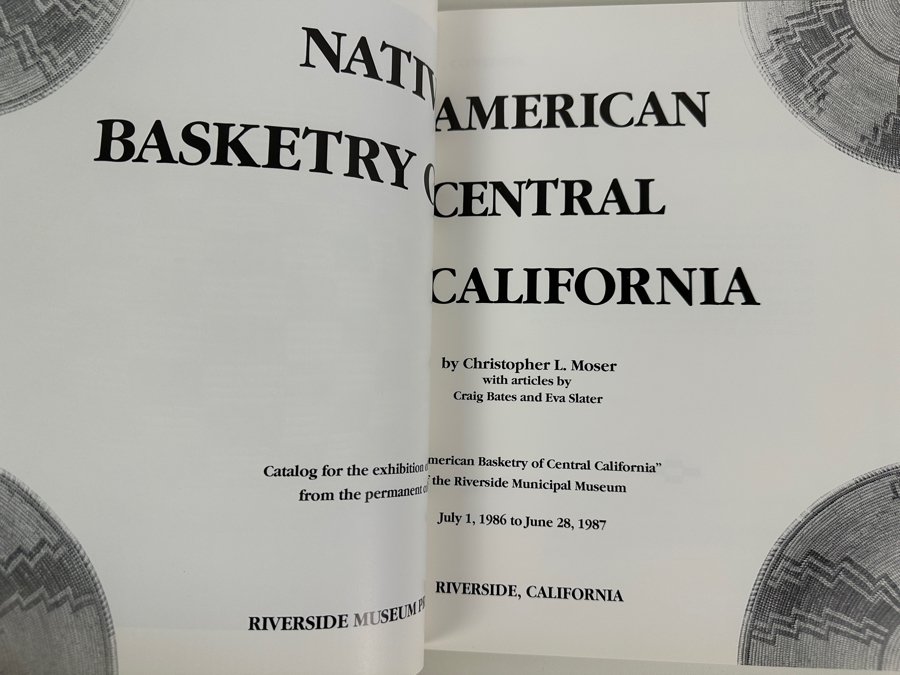 NATIV AMERICAN
BASKETRY O CENTRAL
CALIFORNIA
by Christopher L. Moser
with articles by
Craig Bates and Eva Slater
Catalog for the exhibition merican Basketry of Central California”
from the permanent the Riverside Municipal Museum
July 1, 1986 to June 28, 1987
RIVERSIDE MUSEUM RIVERSIDE, CALIFORNIA